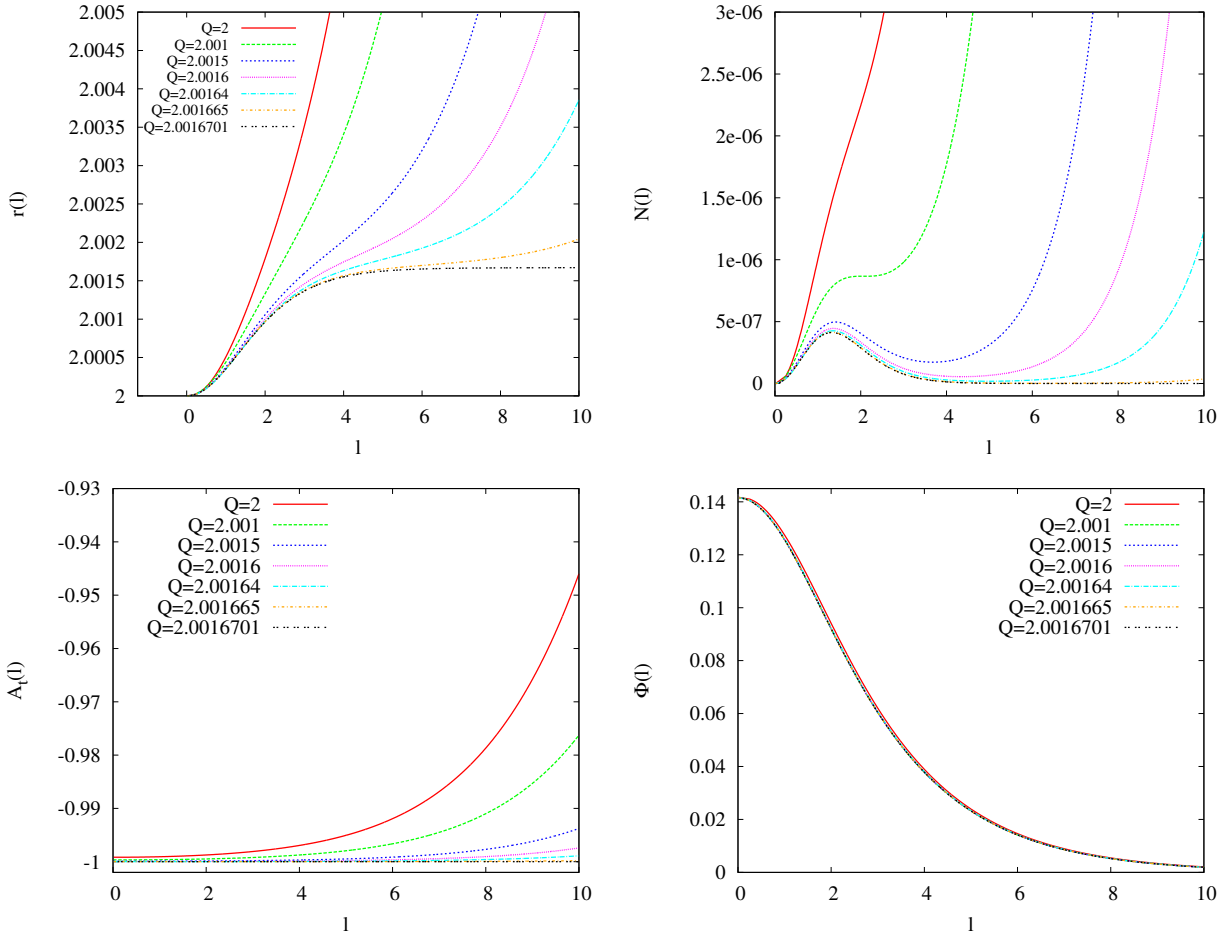 2.005
2.0045
2.004
2.0035
2.003
2.0025
2.002
2.0015
2.001
2.0005
2
0
2
4
6
8
10
r(l)
l
Q=2
Q=2.001
Q=2.0015
Q=2.0016
Q=2.00164
Q=2.001665
Q=2.0016701
3e-06
2.5e-06
2e-06
1.5e-06
1e-06
5e-07
0
0
2
4
6
8
10
N(l)
l
-0.93
-0.94
-0.95
-0.96
-0.97
-0.98
-0.99
-1
0
2
4
6
8
10
A_t(l)
l
Q=2
Q=2.001
Q=2.0015
Q=2.0016
Q=2.00164
Q=2.001665
Q=2.0016701
0.14
0.12
0.1
0.08
0.06
0.04
0.02
0
0
2
4
6
8
10
Φ(l)
l
Q=2
Q=2.001
Q=2.0015
Q=2.0016
Q=2.00164
Q=2.001665
Q=2.0016701